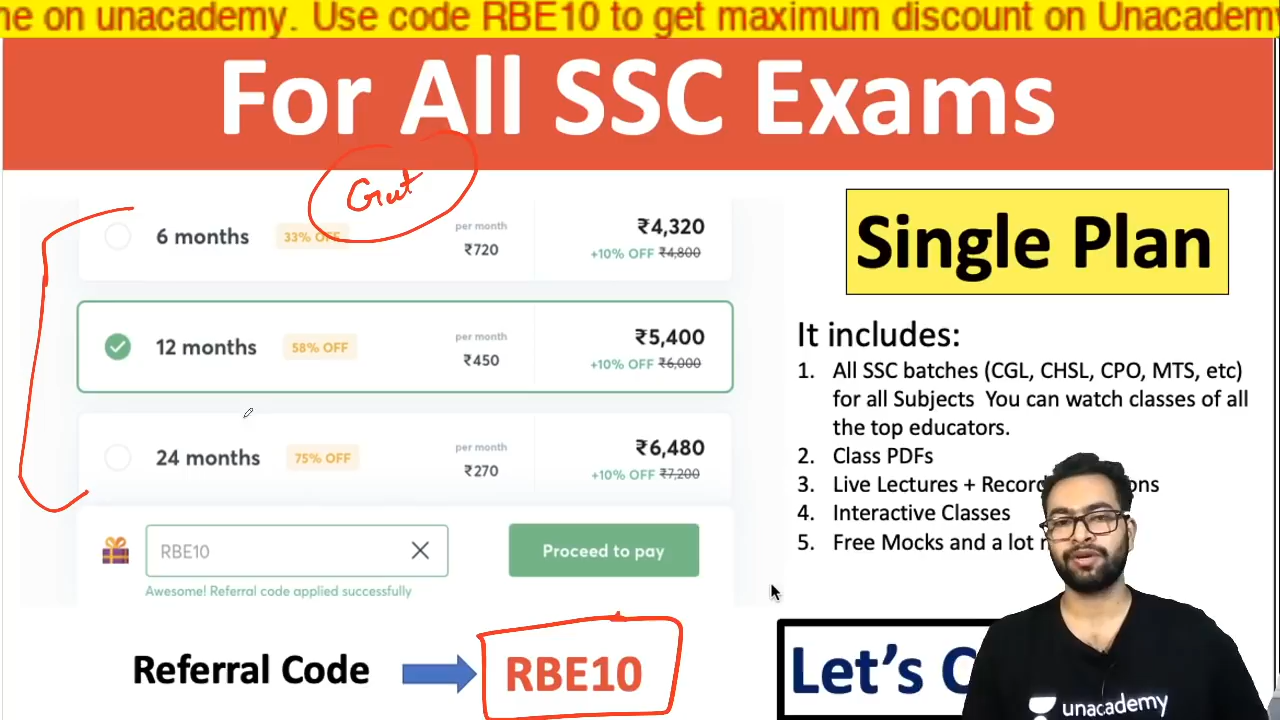 ne on unacademy. Use code RBE10 to get maximum discount on Unacademy
For All SSC Exams
6 months 33% OFF per month ₹720 ₹4,320 +10% OFF ₹4,800
12 months 58% OFF per month ₹450 ₹5,400 +10% OFF ₹6,000
24 months 75% OFF per month ₹270 ₹6,480 +10% OFF ₹7,200
RBE10
Proceed to pay
Awesome! Referral code applied successfully
Referral Code
RBE10
Single Plan
It includes:
1. All SSC batches (CGL, CHSL, CPO, MTS, etc)
for all Subjects You can watch classes of all
the top educators.
2. Class PDFs
3. Live Lectures + Record
4. Interactive Classes
5. Free Mocks and a lot
Let's C
unacademy